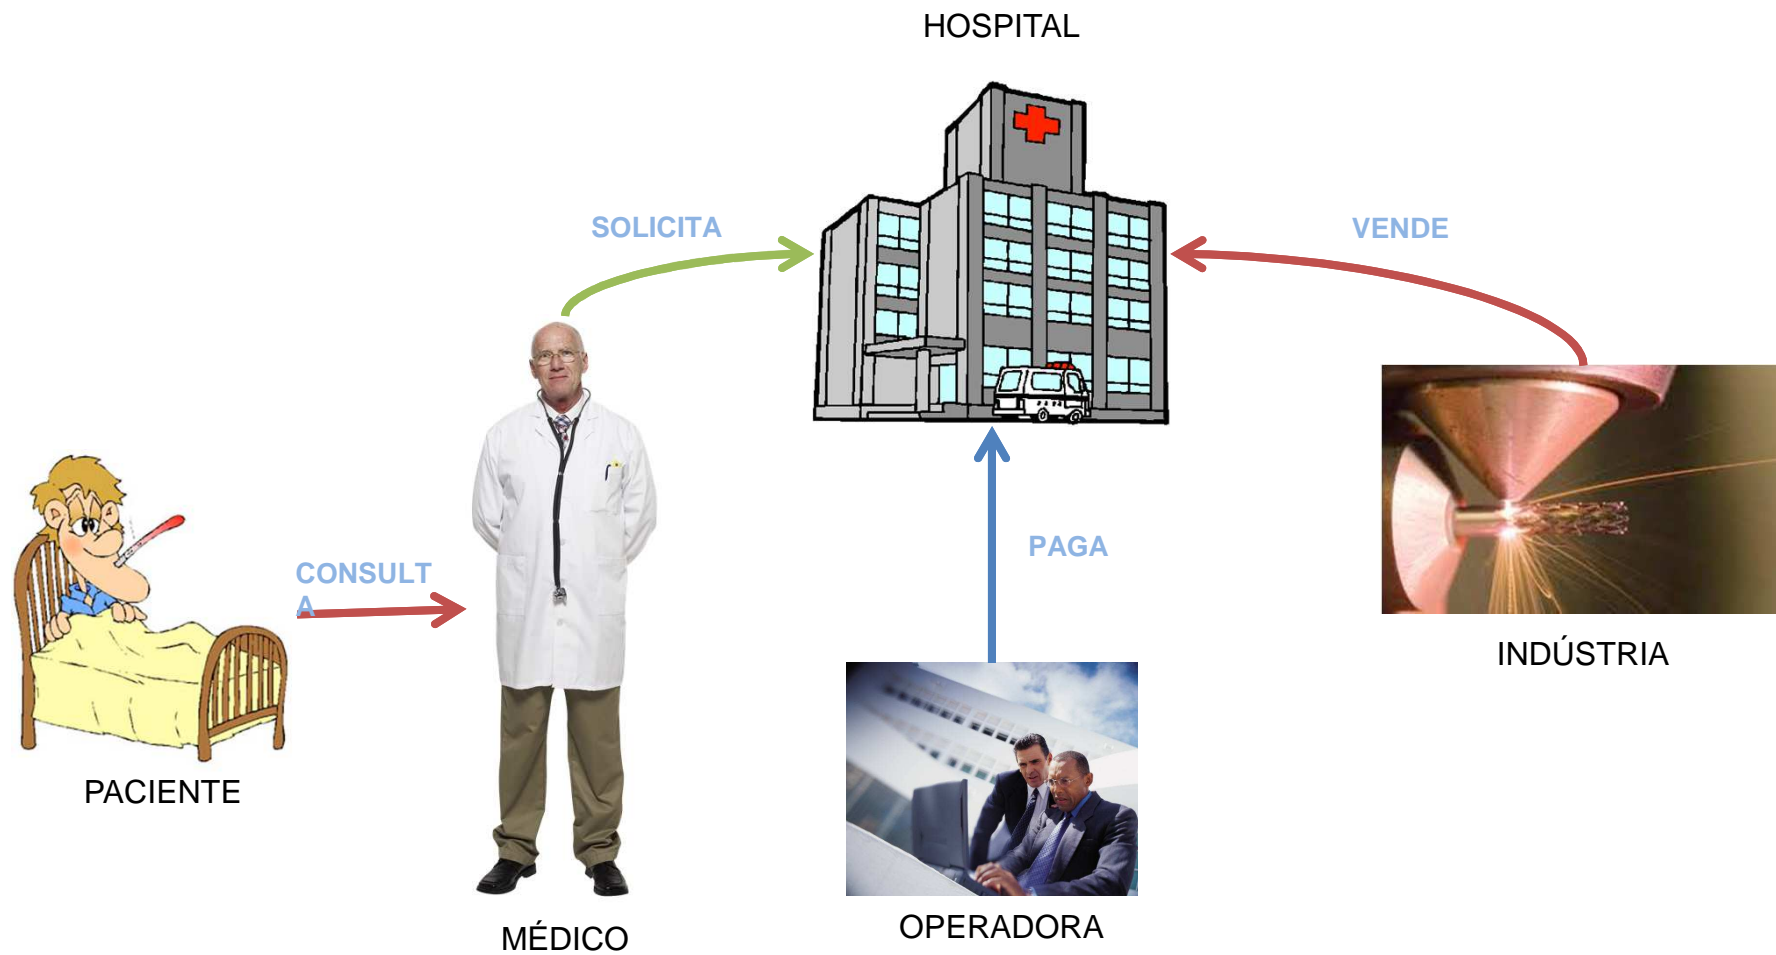 HOSPITAL
SOLICITA
VENDE
PAGA
CONSULT
A
INDÚSTRIA
PACIENTE
OPERADORA
MÉDICO